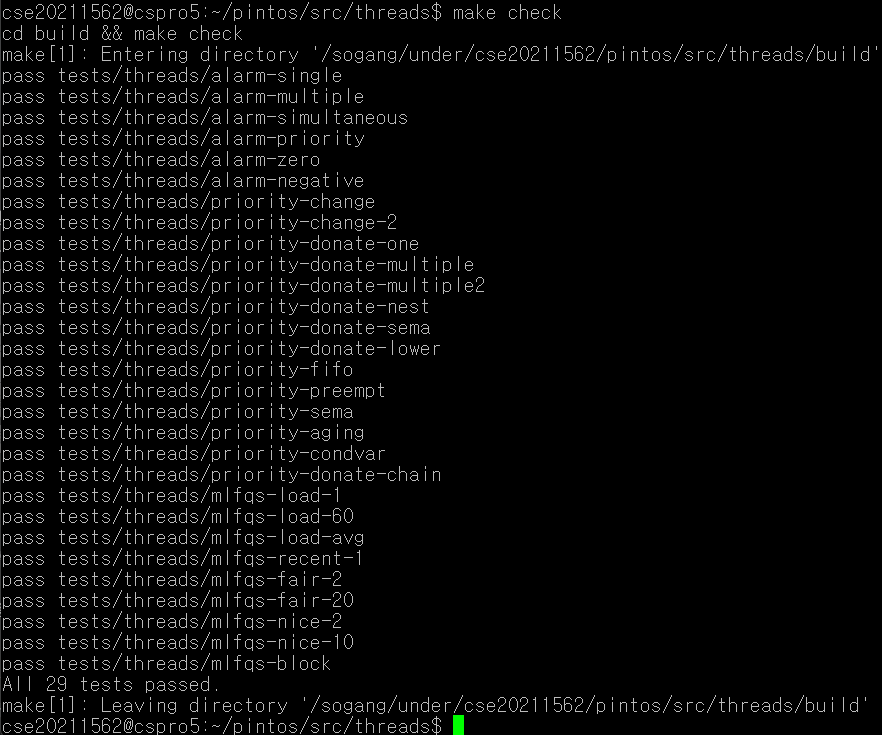 cse20211562@cspro5:~/pintos/src/threads$ make check
cd build && make check
make[1]: Entering directory '/sogang/under/cse20211562/pintos/src/threads/build'
pass tests/threads/alarm-single
pass tests/threads/alarm-multiple
pass tests/threads/alarm-simultaneous
pass tests/threads/alarm-priority
pass tests/threads/alarm-zero
pass tests/threads/alarm-negative
pass tests/threads/priority-change
pass tests/threads/priority-change-2
pass tests/threads/priority-donate-one
pass tests/threads/priority-donate-multiple
pass tests/threads/priority-donate-multiple2
pass tests/threads/priority-donate-nest
pass tests/threads/priority-donate-sema
pass tests/threads/priority-donate-lower
pass tests/threads/priority-fifo
pass tests/threads/priority-preempt
pass tests/threads/priority-sema
pass tests/threads/priority-aging
pass tests/threads/priority-condvar
pass tests/threads/priority-donate-chain
pass tests/threads/mlfqs-load-1
pass tests/threads/mlfqs-load-60
pass tests/threads/mlfqs-load-avg
pass tests/threads/mlfqs-recent-1
pass tests/threads/mlfqs-fair-2
pass tests/threads/mlfqs-fair-20
pass tests/threads/mlfqs-nice-2
pass tests/threads/mlfqs-nice-10
pass tests/threads/mlfqs-block
All 29 tests passed.
make[1]: Leaving directory '/sogang/under/cse20211562/pintos/src/threads/build'
cse20211562@cspro5:~/pintos/src/threads$